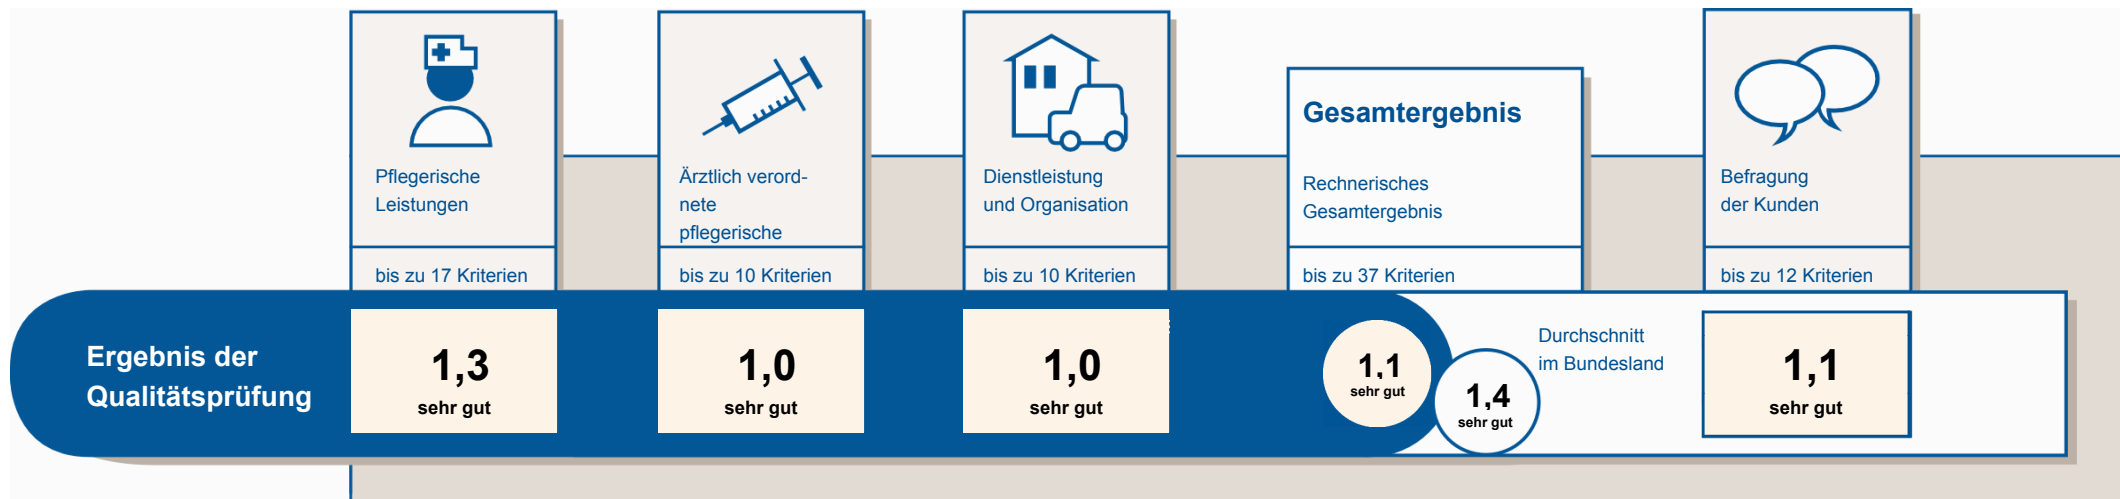 Pflegerische
Leistungen
bis zu 17 Kriterien
Ärztlich verord-
nete
pflegerische
bis zu 10 Kriterien
Dienstleistung
und Organisation
bis zu 10 Kriterien
Gesamtergebnis
Rechnerisches
Gesamtergebnis
bis zu 37 Kriterien
Befragung
der Kunden
bis zu 12 Kriterien
Ergebnis der
Qualitätsprüfung
1,3
sehr gut
1,0
sehr gut
1,0
sehr gut
1,1
sehr gut
1,4
sehr gut
Durchschnitt
im Bundesland
1,1
sehr gut